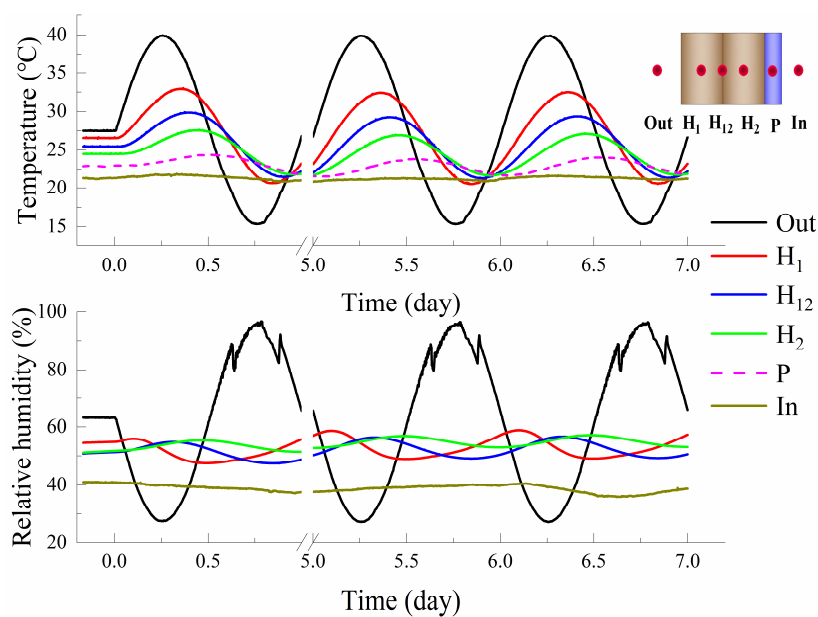 Temperature (℃)
40
35
30
25
20
15
0.0 0.5 5.0 5.5 6.0 6.5 7.0
Time (day)
Out H₁ H₁₂ H₂ P In
Out
H₁
H₁₂
H₂
P
In
Relative humidity (%)
100
80
60
40
20
0.0 0.5 5.0 5.5 6.0 6.5 7.0
Time (day)